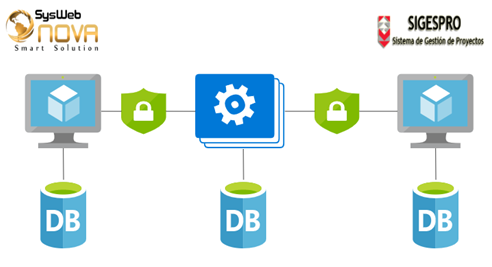 SysWeb
NOVA
Smart Solution
SIGESPRO
Sistema de Gestión de Proyectos
DB
DB
DB